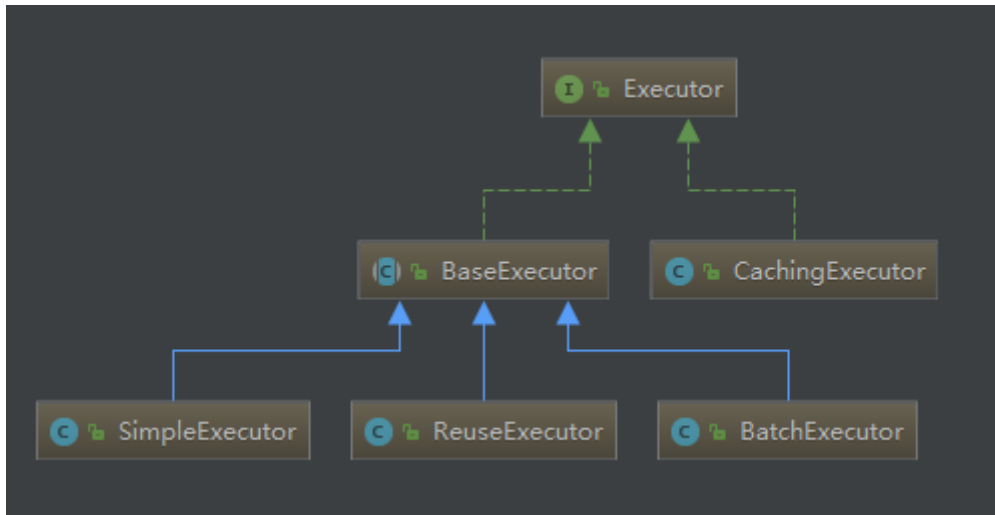 I Executor
C BaseExecutor
C CachingExecutor
C SimpleExecutor
C ReuseExecutor
C BatchExecutor